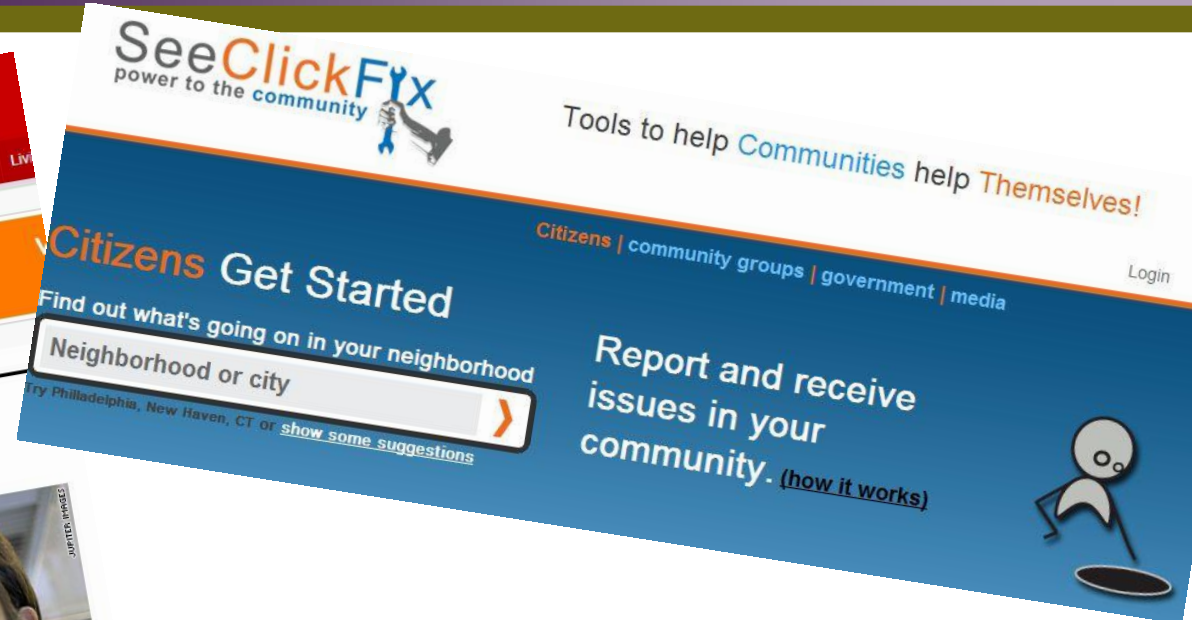 SeeClickFix
power to the community
Tools to help Communities help Themselves!
Citizens | community groups | government | media
Login
Citizens Get Started
Find out what's going on in your neighborhood
Neighborhood or city
Try Philladelphia, New Haven, CT or show some suggestions
Report and receive
issues in your
community. (how it works)
JUPITER IMAGES